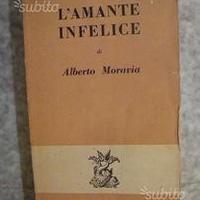 subito
L'AMANTE
INFELICE
di
Alberto Moravia
subito